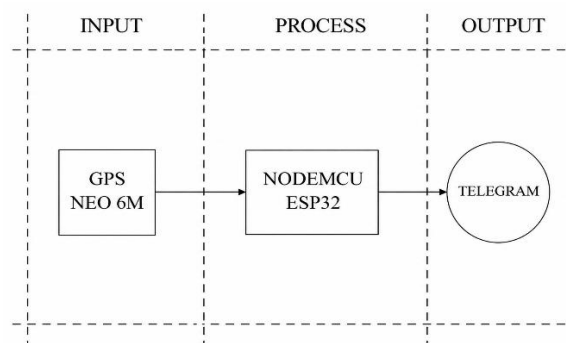 INPUT
PROCESS
OUTPUT
GPS
NEO 6M
NODEMCU
ESP32
TELEGRAM